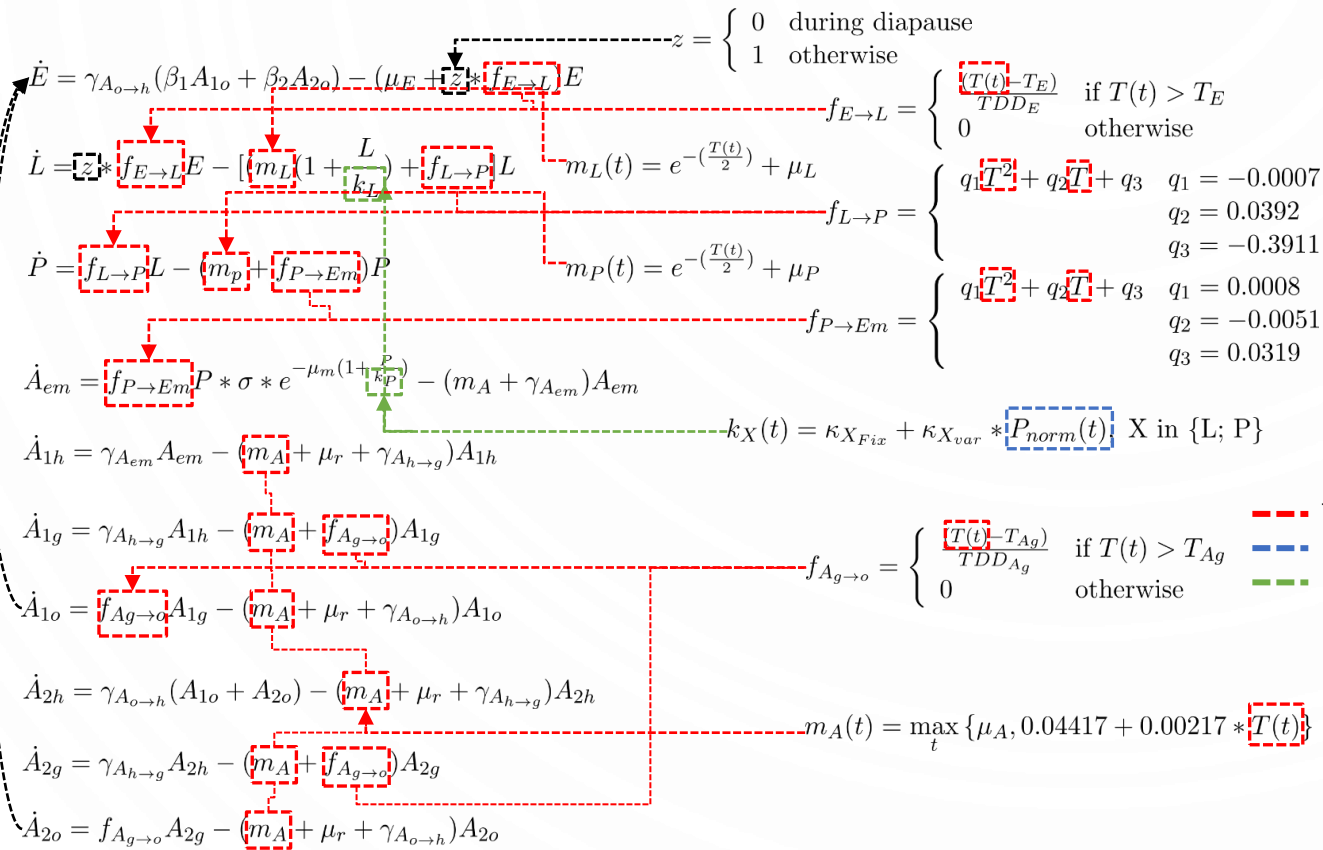 z = { 0 during diapause
1 otherwise
Ė = γ_{A_{o→h}}(β_1 A_{1o} + β_2 A_{2o}) − (μ_E + z * f_{E→L})E
f_{E→L} = { (T(t)−T_E)/TDD_E if T(t) > T_E
0 otherwise
L̇ = z * f_{E→L}E − [(m_L(1 + L/k_L) + f_{L→P}]L
m_L(t) = e^{−(T(t)/2)} + μ_L
f_{L→P} = { q_1T^2 + q_2T + q_3 q_1 = −0.0007
q_2 = 0.0392
q_3 = −0.3911
Ṗ = f_{L→P}L − (m_p + f_{P→Em})P
m_P(t) = e^{−(T(t)/2)} + μ_P
f_{P→Em} = { q_1T^2 + q_2T + q_3 q_1 = 0.0008
q_2 = −0.0051
q_3 = 0.0319
Ȧ_{em} = f_{P→Em}P * σ * e^{−μ_m(1+P/k_P)} − (m_A + γ_{A_{em}})A_{em}
k_X(t) = κ_{X_{Fix}} + κ_{X_{var}} * P_{norm}(t), X in {L; P}
Ȧ_{1h} = γ_{A_{em}}A_{em} − (m_A + μ_r + γ_{A_{h→g}})A_{1h}
Ȧ_{1g} = γ_{A_{h→g}}A_{1h} − (m_A + f_{A_{g→o}})A_{1g}
f_{A_{g→o}} = { (T(t)−T_{Ag})/TDD_{Ag} if T(t) > T_{Ag}
0 otherwise
Ȧ_{1o} = f_{Ag→o}A_{1g} − (m_A + μ_r + γ_{A_{o→h}})A_{1o}
Ȧ_{2h} = γ_{A_{o→h}}(A_{1o} + A_{2o}) − (m_A + μ_r + γ_{A_{h→g}})A_{2h}
m_A(t) = max_t {μ_A, 0.04417 + 0.00217 * T(t)}
Ȧ_{2g} = γ_{A_{h→g}}A_{2h} − (m_A + f_{A_{g→o}})A_{2g}
Ȧ_{2o} = f_{A_{g→o}}A_{2g} − (m_A + μ_r + γ_{A_{o→h}})A_{2o}